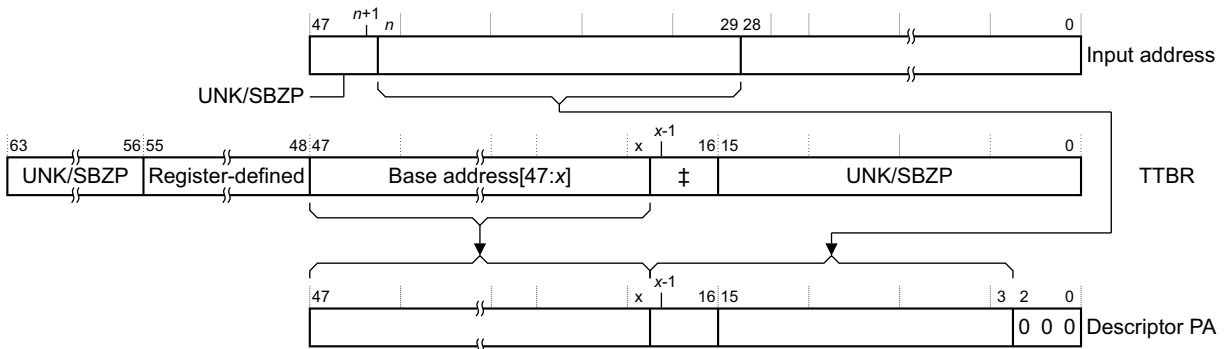 n+1
47 n 29 28 0
Input address
UNK/SBZP
x-1
63 56 55 48 47 x 16 15 0
UNK/SBZP Register-defined Base address[47:x] ‡ UNK/SBZP TTBR
x-1
47 x 16 15 3 2 0
0 0 0 Descriptor PA